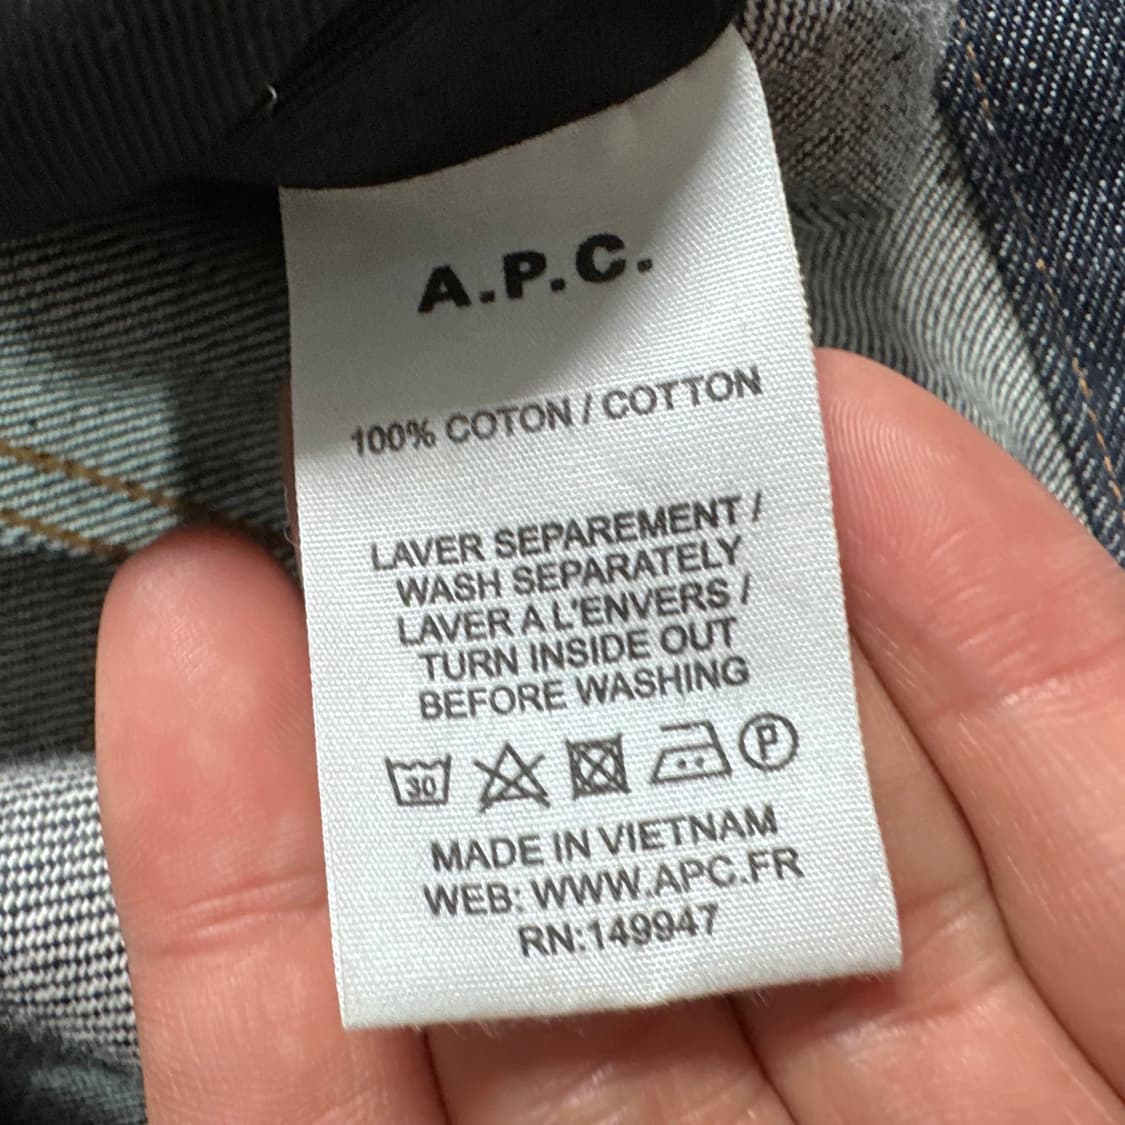 A.P.C.
100% COTON / COTTON
LAVER SEPAREMENT /
WASH SEPARATELY
LAVER A L'ENVERS /
TURN INSIDE OUT
BEFORE WASHING
30 P
MADE IN VIETNAM
WEB: WWW.APC.FR
RN:149947